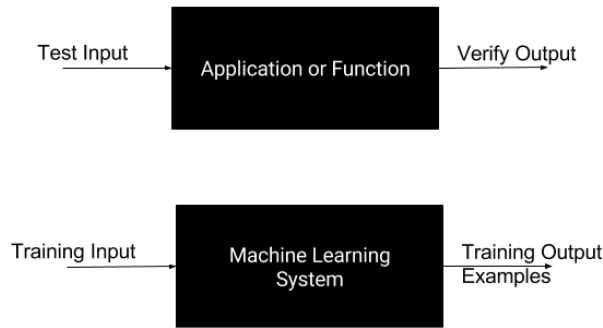 Test Input
Application or Function
Verify Output
Training Input
Machine Learning
System
Training Output
Examples